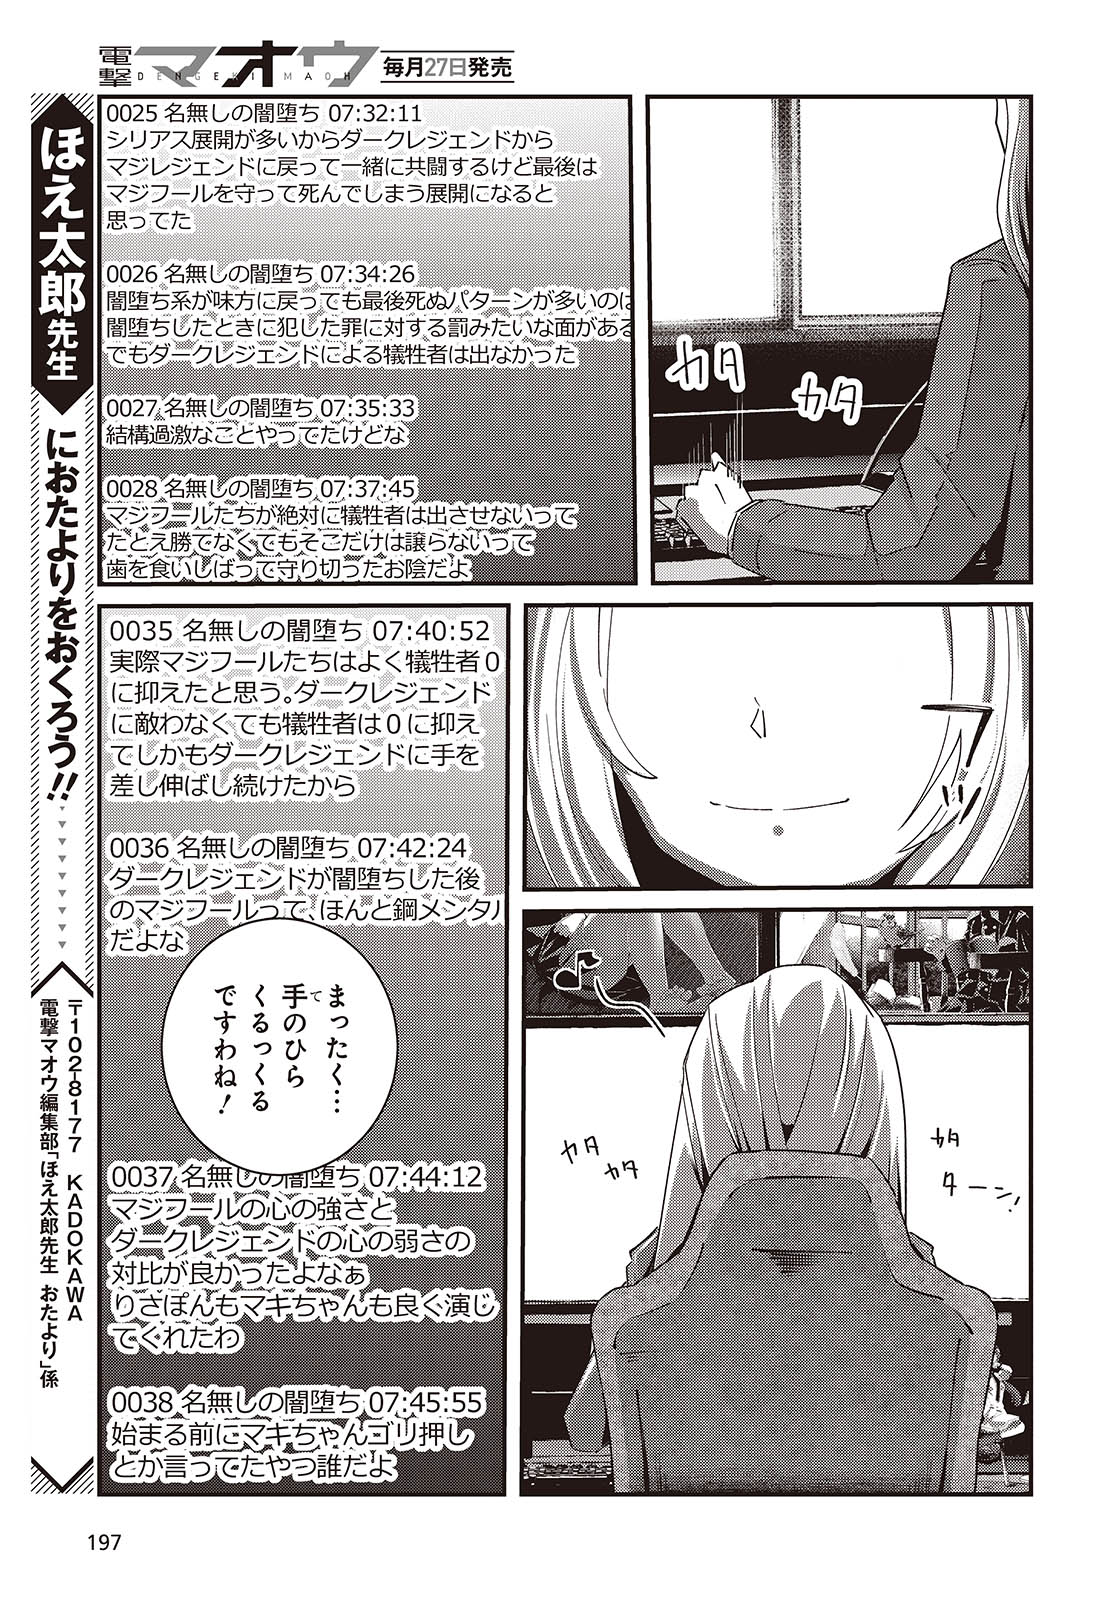 電撃マオウ
DENGEKI MAOH
毎月27日発売
カタ
カタ
0025 名無しの闇堕ち 07:32:11
シリアス展開が多いからダークレジェンドから
マジレジェンドに戻って一緒に共闘するけど最後は
マジフールを守って死んでしまう展開になると
思ってた
0026 名無しの闇堕ち 07:34:26
闇堕ち系が味方に戻っても最後死ぬパターンが多いのは
闇堕ちしたときに犯した罪に対する罰みたいな面がある
でもダークレジェンドによる犠牲者は出なかった
0027 名無しの闇堕ち 07:35:33
結構過激なことやってたけどな
0028 名無しの闇堕ち 07:37:45
マジフールたちが絶対に犠牲者は出させないって
たとえ勝てなくてもそこだけは譲らないって
歯を食いしばって守り切ったお陰だよ
フッ
0035 名無しの闇堕ち 07:40:52
実際マジフールたちはよく犠牲者０
に抑えたと思う。ダークレジェンド
に敵わなくても犠牲者は０に抑え
てしかもダークレジェンドに手を
差し伸ばし続けたから
0036 名無しの闇堕ち 07:42:24
ダークレジェンドが闇堕ちした後
のマジフールって、ほんと鋼メンタル
だよな
まったく…
手のひら
て
くるっくる
ですわね！
0037 名無しの闇堕ち 07:44:12
マジフールの心の強さと
ダークレジェンドの心の弱さの
対比が良かったよなぁ
りさぽんもマキちゃんも良く演じ
てくれたわ
0038 名無しの闇堕ち 07:45:55
始まる前にマキちゃんゴリ押し
とか言ってたやつ誰だよ
カタ
カタ
カタ
ターン！
ほえ太郎先生
におたよりをおくろう!!
〒102-8177 KADOKAWA
電撃マオウ編集部「ほえ太郎先生 おたより」係
197